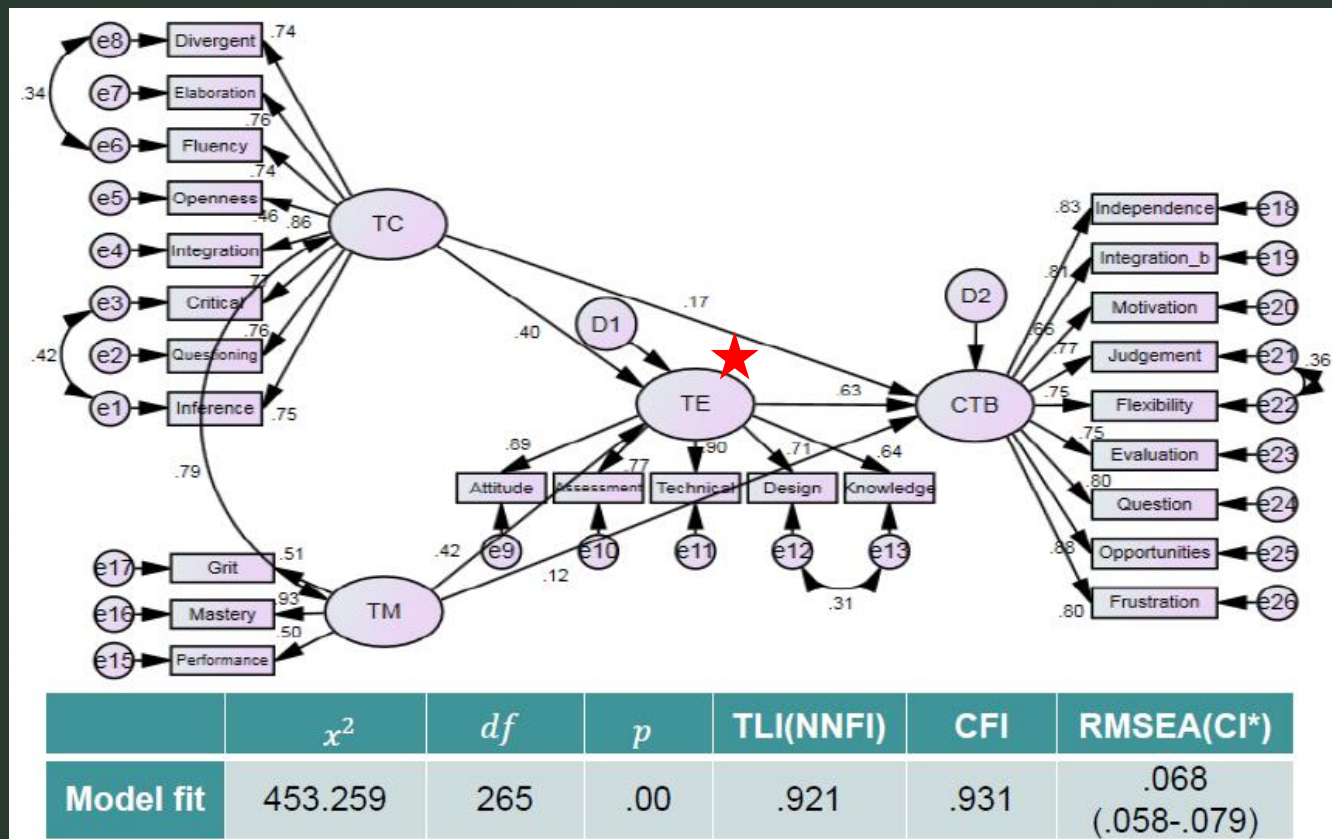 e8 Divergent .74
.34
e7 Elaboration
.76
e6 Fluency
.74
e5 Openness
.46 .86
TC
e4 Integration
.77
e3 Critical
.76
.42
e2 Questioning
e1 Inference .75
.79
.17
.40
D1
D2
TE
.63
CTB
.69 .77 .90 .71 .64
Attitude Assessment Technical Design Knowledge
e9 e10 e11 e12 e13
.31
.42
.12
.83 Independence e18
.81 Integration_b e19
.66 Motivation e20
.77 Judgement e21
.36
.75 Flexibility e22
.75 Evaluation e23
.80 Question e24
Opportunities e25
.80 Frustration e26
e17 Grit .51
e16 Mastery .93
TM
e15 Performance .50
x² df p TLI(NNFI) CFI RMSEA(CI*)
Model fit 453.259 265 .00 .921 .931 .068
(.058-.079)